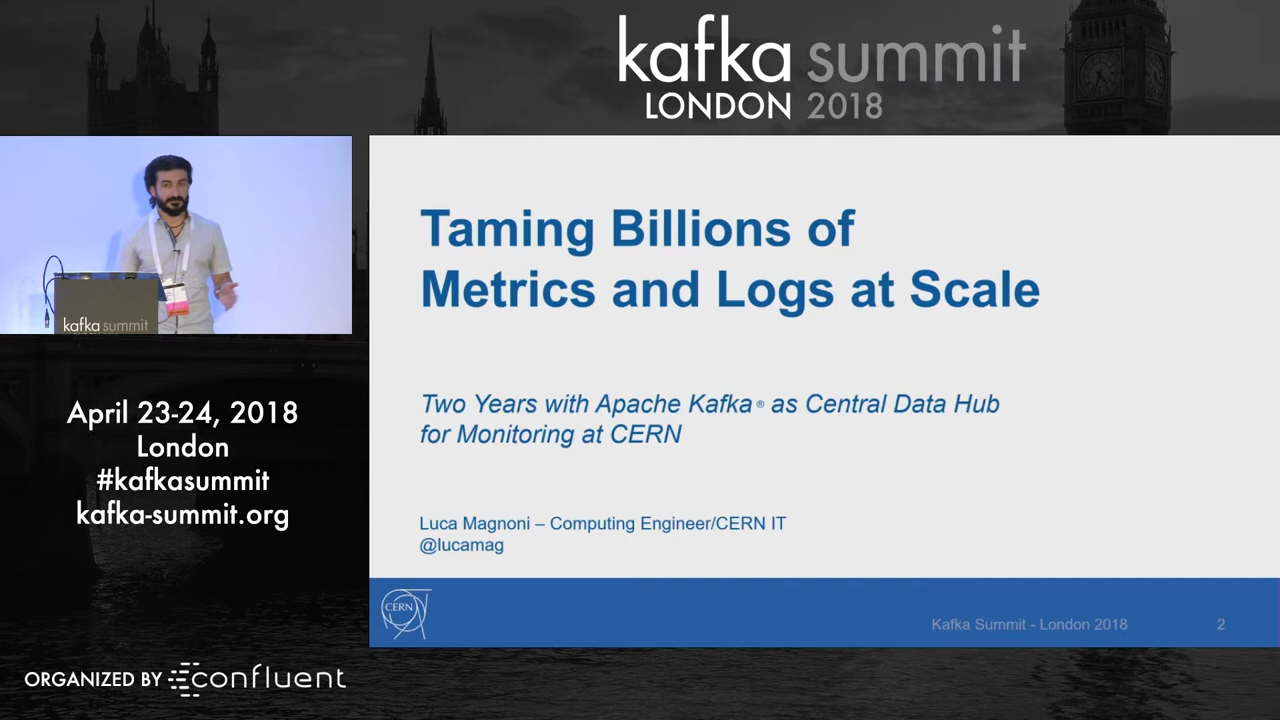 kafka summit
LONDON 2018
Taming Billions of
Metrics and Logs at Scale
Two Years with Apache Kafka® as Central Data Hub
for Monitoring at CERN
Luca Magnoni – Computing Engineer/CERN IT
@lucamag
CERN
Kafka Summit - London 2018 2
kafka summit
April 23-24, 2018
London
#kafkasummit
kafka-summit.org
ORGANIZED BY confluent